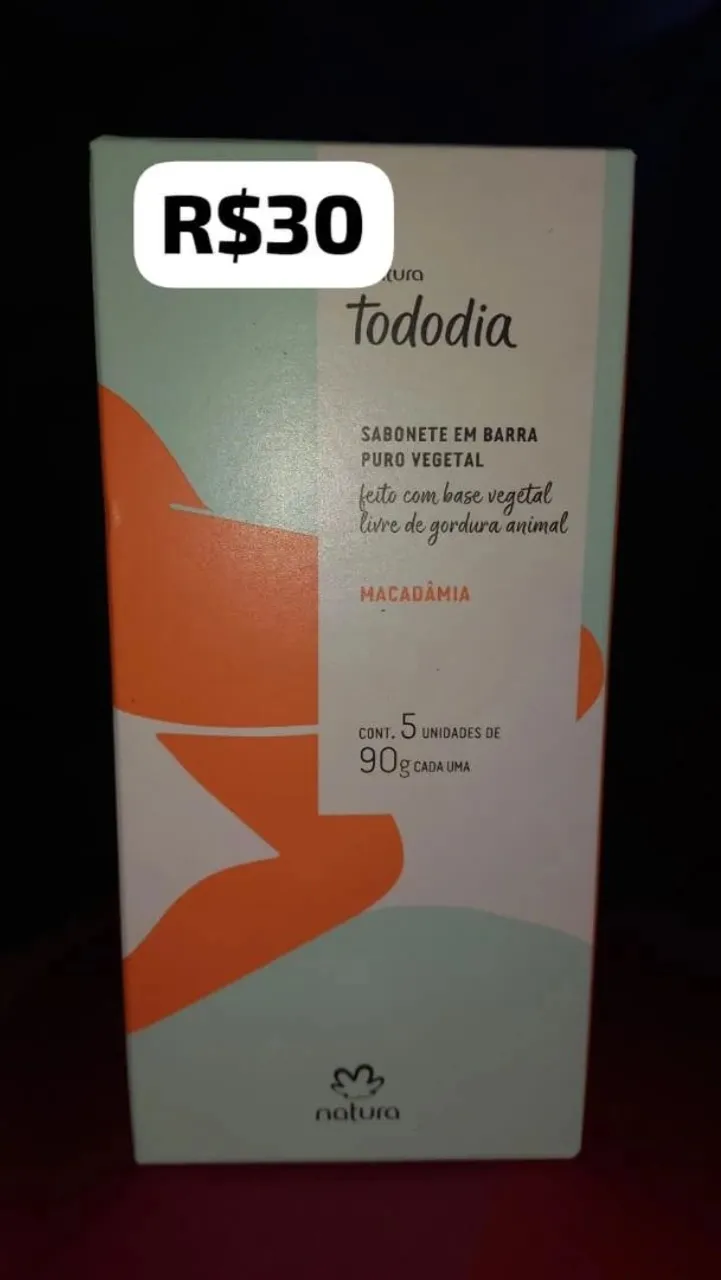 R$30
tododia
SABONETE EM BARRA
PURO VEGETAL
feito com base vegetal
livre de gordura animal
MACADÂMIA
CONT. 5 UNIDADES DE
90g CADA UMA
natura